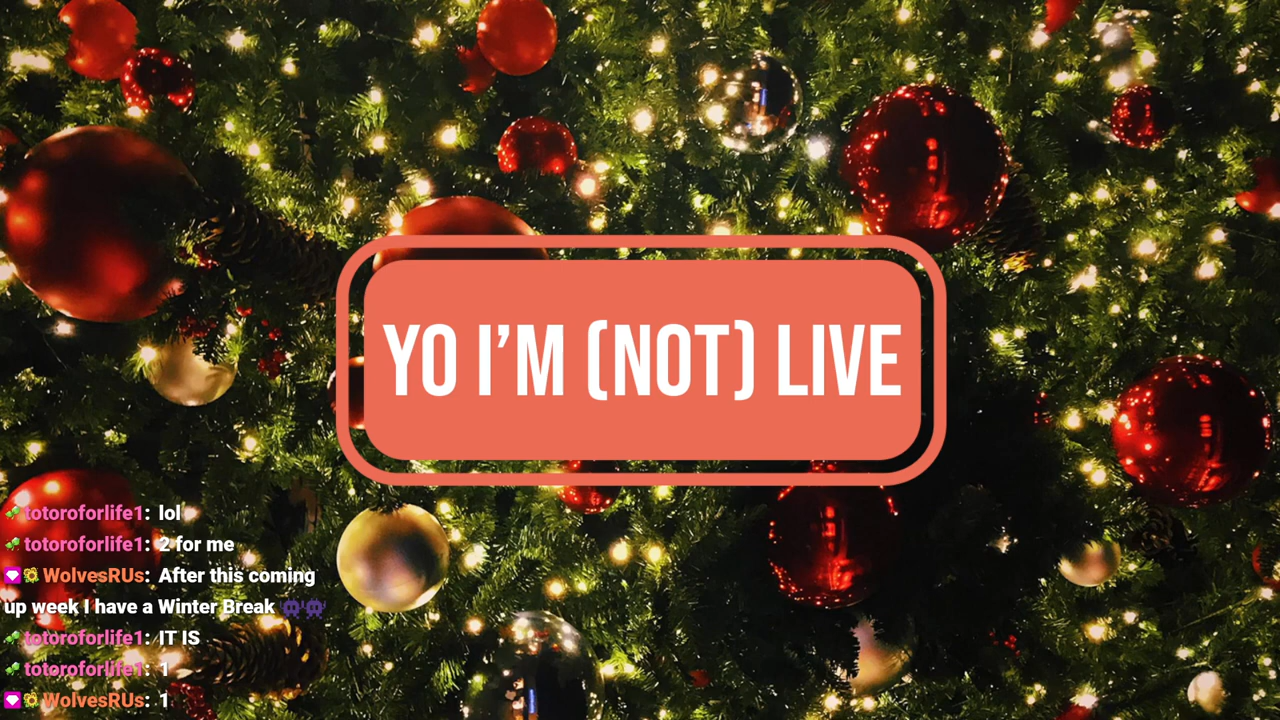 YO I’M (NOT) LIVE
totoroforlife1: lol
totoroforlife1: 2 for me
WolvesRUs: After this coming
up week I have a Winter Break
totoroforlife1: IT IS
totoroforlife1: 1
WolvesRUs: 1